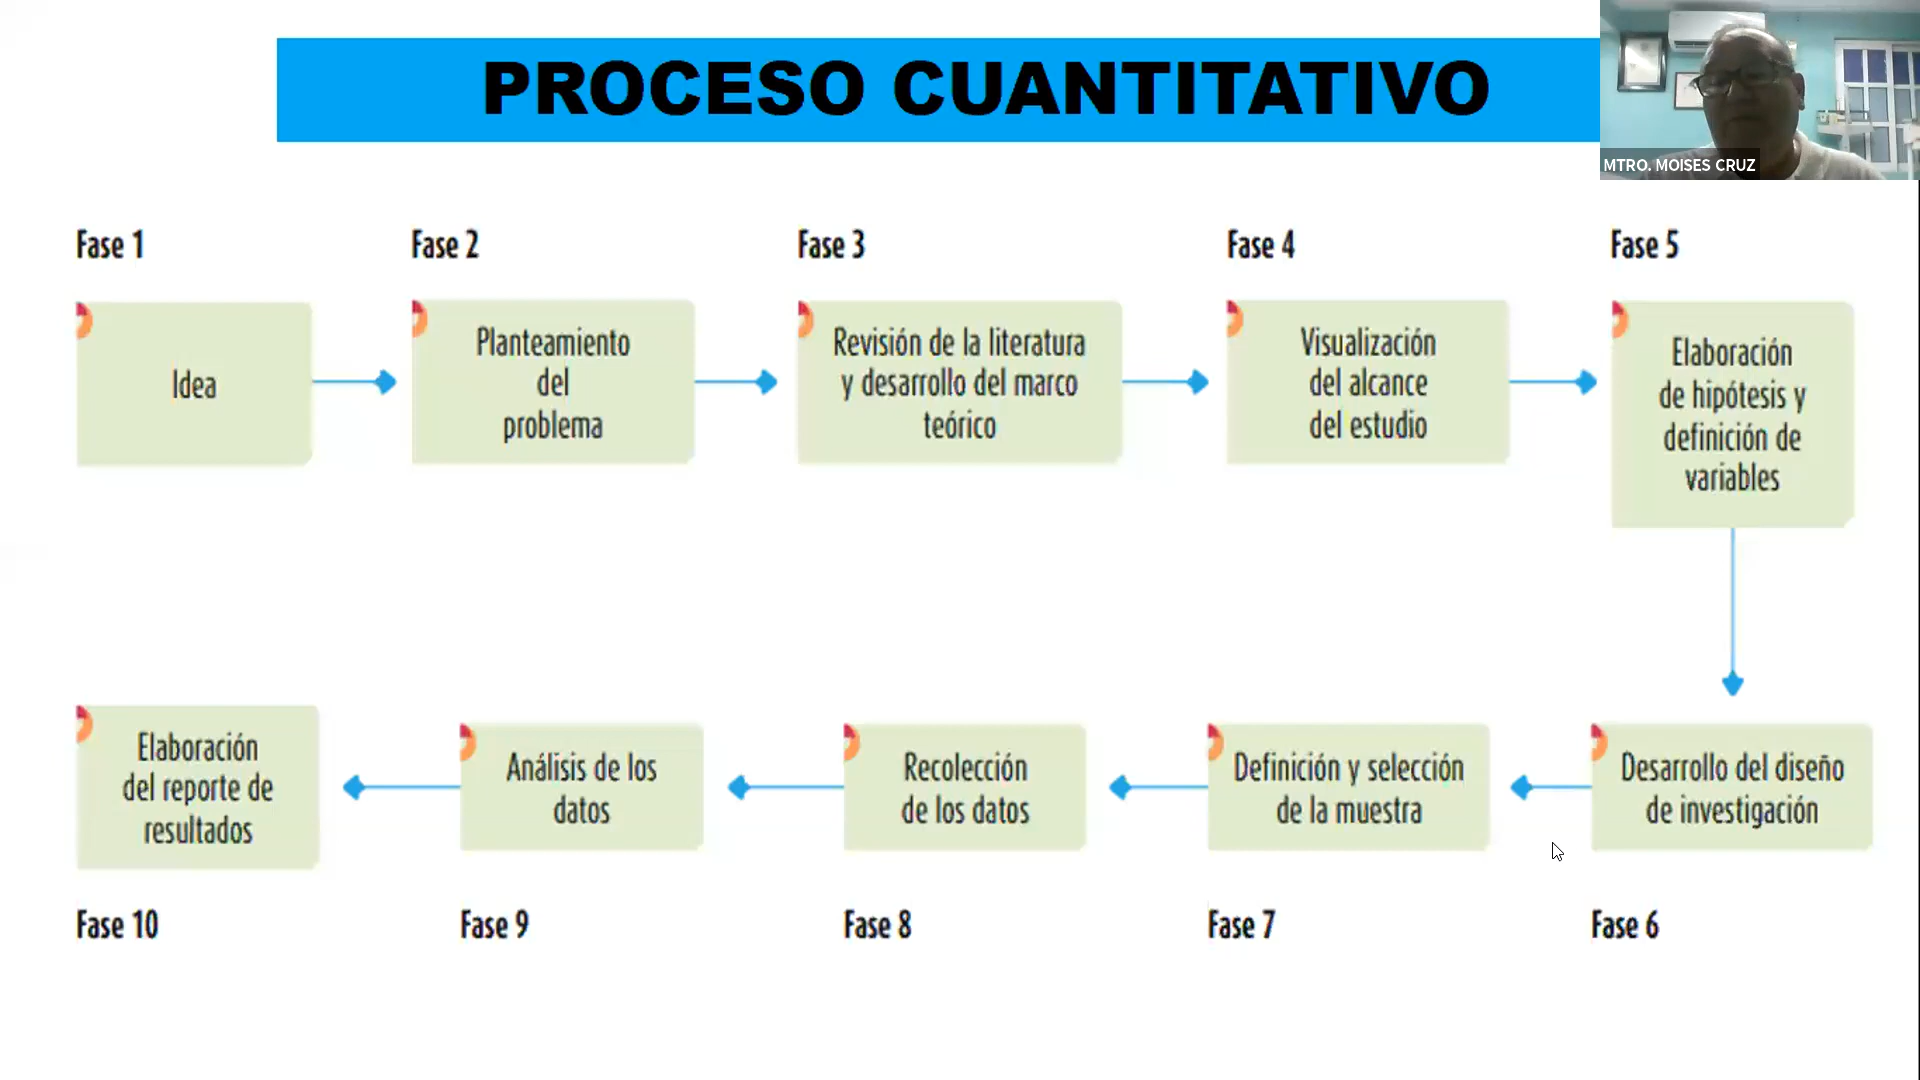 PROCESO CUANTITATIVO
MTRO. MOISES CRUZ
Fase 1
Fase 2
Fase 3
Fase 4
Fase 5
Idea
Planteamiento
del
problema
Revisión de la literatura
y desarrollo del marco
teórico
Visualización
del alcance
del estudio
Elaboración
de hipótesis y
definición de
variables
Elaboración
del reporte de
resultados
Análisis de los
datos
Recolección
de los datos
Definición y selección
de la muestra
Desarrollo del diseño
de investigación
Fase 10
Fase 9
Fase 8
Fase 7
Fase 6